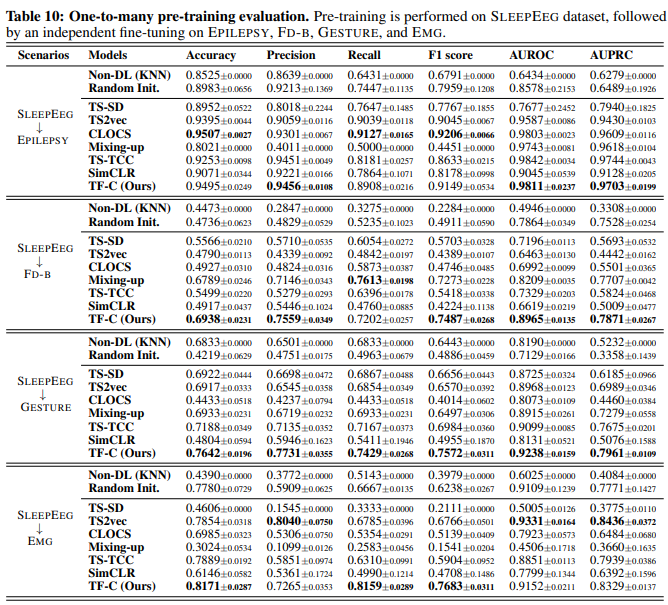 Table 10: One-to-many pre-training evaluation. Pre-training is performed on SLEEPEEG dataset, followed
by an independent fine-tuning on EPILEPSY, FD-B, GESTURE, and EMG.
Scenarios Models Accuracy Precision Recall F1 score AUROC AUPRC
SLEEPEEG ↓ EPILEPSY
Non-DL (KNN) 0.8525±0.0000 0.8639±0.0000 0.6431±0.0000 0.6791±0.0000 0.6434±0.0000 0.6279±0.0000
Random Init. 0.8983±0.0656 0.9213±0.1369 0.7447±0.1135 0.7959±0.1208 0.8578±0.2153 0.6489±0.1926
TS-SD 0.8952±0.0522 0.8018±0.2244 0.7647±0.1485 0.7767±0.1855 0.7677±0.2452 0.7940±0.1825
TS2vec 0.9395±0.0044 0.9059±0.0116 0.9039±0.0118 0.9045±0.0067 0.9587±0.0086 0.9430±0.0103
CLOCS 0.9507±0.0027 0.9301±0.0067 0.9127±0.0165 0.9206±0.0066 0.9803±0.0023 0.9609±0.0116
Mixing-up 0.8021±0.0000 0.4011±0.0000 0.5000±0.0000 0.4451±0.0000 0.9743±0.0081 0.9618±0.0104
TS-TCC 0.9253±0.0098 0.9451±0.0049 0.8181±0.0257 0.8633±0.0215 0.9842±0.0034 0.9744±0.0043
SimCLR 0.9071±0.0344 0.9221±0.0166 0.7864±0.1071 0.8178±0.0998 0.9045±0.0539 0.9128±0.0205
TF-C (Ours) 0.9495±0.0249 0.9456±0.0108 0.8908±0.0216 0.9149±0.0534 0.9811±0.0237 0.9703±0.0199
SLEEPEEG ↓ FD-B
Non-DL (KNN) 0.4473±0.0000 0.2847±0.0000 0.3275±0.0000 0.2284±0.0000 0.4946±0.0000 0.3308±0.0000
Random Init. 0.4736±0.0623 0.4829±0.0529 0.5235±0.1023 0.4911±0.0590 0.7864±0.0349 0.7528±0.0254
TS-SD 0.5566±0.0210 0.5710±0.0535 0.6054±0.0272 0.5703±0.0328 0.7196±0.0113 0.5693±0.0532
TS2vec 0.4790±0.0113 0.4339±0.0092 0.4842±0.0197 0.4389±0.0107 0.6463±0.0130 0.4442±0.0162
CLOCS 0.4927±0.0310 0.4824±0.0316 0.5873±0.0387 0.4746±0.0485 0.6992±0.0099 0.5501±0.0365
Mixing-up 0.6789±0.0246 0.7146±0.0343 0.7613±0.0198 0.7273±0.0228 0.8209±0.0035 0.7707±0.0042
TS-TCC 0.5499±0.0220 0.5279±0.0293 0.6396±0.0178 0.5418±0.0338 0.7329±0.0203 0.5824±0.0468
SimCLR 0.4917±0.0437 0.5446±0.1024 0.4760±0.0885 0.4224±0.1138 0.6619±0.0219 0.5009±0.0477
TF-C (Ours) 0.6938±0.0231 0.7559±0.0349 0.7202±0.0257 0.7487±0.0268 0.8965±0.0135 0.7871±0.0267
SLEEPEEG ↓ GESTURE
Non-DL (KNN) 0.6833±0.0000 0.6501±0.0000 0.6833±0.0000 0.6443±0.0000 0.8190±0.0000 0.5232±0.0000
Random Init. 0.4219±0.0629 0.4751±0.0175 0.4963±0.0679 0.4886±0.0459 0.7129±0.0166 0.3358±0.1439
TS-SD 0.6922±0.0444 0.6698±0.0472 0.6867±0.0488 0.6656±0.0443 0.8725±0.0324 0.6185±0.0966
TS2vec 0.6917±0.0333 0.6545±0.0358 0.6854±0.0349 0.6570±0.0392 0.8968±0.0123 0.6989±0.0346
CLOCS 0.4433±0.0518 0.4237±0.0794 0.4433±0.0518 0.4014±0.0602 0.8073±0.0109 0.4460±0.0384
Mixing-up 0.6933±0.0231 0.6719±0.0232 0.6933±0.0231 0.6497±0.0306 0.8915±0.0261 0.7279±0.0558
TS-TCC 0.7188±0.0349 0.7135±0.0352 0.7167±0.0373 0.6984±0.0360 0.9099±0.0085 0.7675±0.0201
SimCLR 0.4804±0.0594 0.5946±0.1623 0.5411±0.1946 0.4955±0.1870 0.8131±0.0521 0.5076±0.1588
TF-C (Ours) 0.7642±0.0196 0.7731±0.0355 0.7429±0.0268 0.7572±0.0311 0.9238±0.0159 0.7961±0.0109
SLEEPEEG ↓ EMG
Non-DL (KNN) 0.4390±0.0000 0.3772±0.0000 0.5143±0.0000 0.3979±0.0000 0.6025±0.0000 0.4084±0.0000
Random Init. 0.7780±0.0729 0.5909±0.0625 0.6667±0.0135 0.6238±0.0267 0.9109±0.1239 0.7771±0.1427
TS-SD 0.4606±0.0000 0.1545±0.0000 0.3333±0.0000 0.2111±0.0000 0.5005±0.0126 0.3775±0.0110
TS2vec 0.7854±0.0318 0.8040±0.0750 0.6785±0.0396 0.6766±0.0501 0.9331±0.0164 0.8436±0.0372
CLOCS 0.6985±0.0323 0.5306±0.0750 0.5354±0.0291 0.5139±0.0409 0.7923±0.0573 0.6484±0.0680
Mixing-up 0.3024±0.0534 0.1099±0.0126 0.2583±0.0456 0.1541±0.0204 0.4506±0.1718 0.3660±0.1635
TS-TCC 0.7889±0.0192 0.5851±0.0974 0.6310±0.0991 0.5904±0.0952 0.8851±0.0113 0.7939±0.0386
SimCLR 0.6146±0.0582 0.5361±0.1724 0.4990±0.1214 0.4708±0.1486 0.7799±0.1344 0.6392±0.1596
TF-C (Ours) 0.8171±0.0287 0.7265±0.0353 0.8159±0.0289 0.7683±0.0311 0.9152±0.0211 0.8329±0.0137